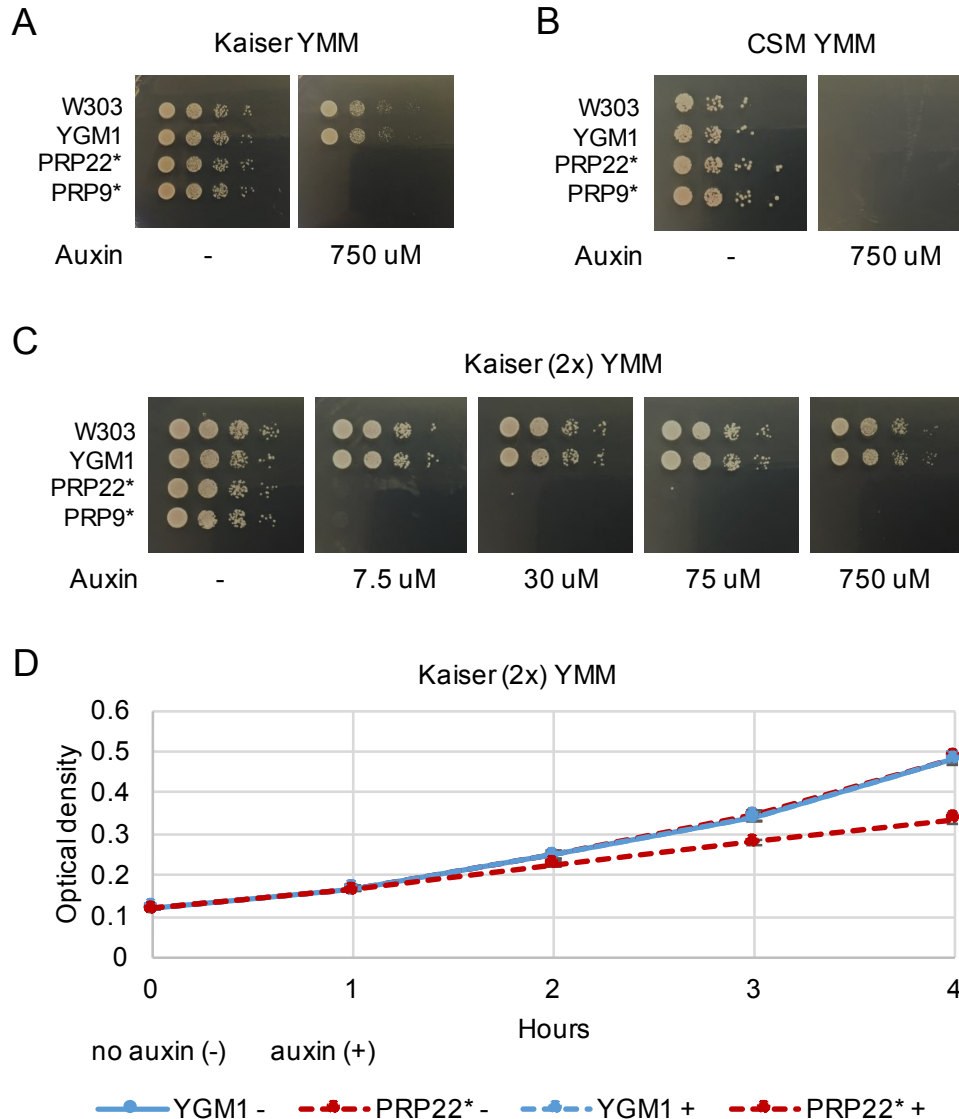 A
Kaiser YMM
W303
YGM1
PRP22*
PRP9*
Auxin - 750 uM
B
CSM YMM
W303
YGM1
PRP22*
PRP9*
Auxin - 750 uM
C
Kaiser (2x) YMM
W303
YGM1
PRP22*
PRP9*
Auxin - 7.5 uM 30 uM 75 uM 750 uM
D
Kaiser (2x) YMM
Optical density
0.6
0.5
0.4
0.3
0.2
0.1
0
0 1 2 3 4
Hours
no auxin (-) auxin (+)
YGM1 - PRP22* - YGM1 + PRP22* +